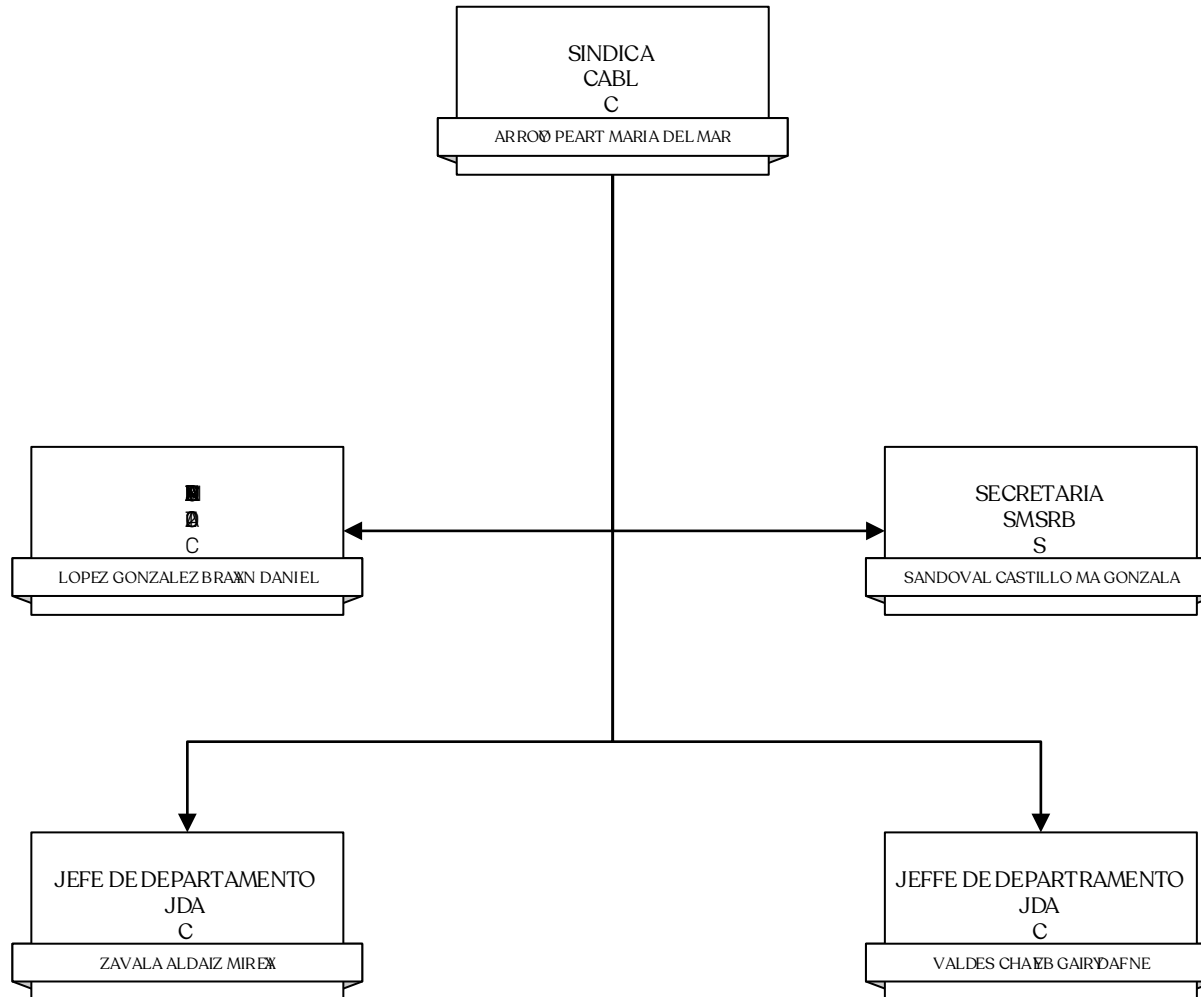 SINDICA
CABL
C
ARROYO PEART MARIA DEL MAR
C
LOPEZ GONZALEZ DANIEL
SECRETARIA
SMSRB
S
SANDOVAL CASTILLO MA GONZALA
JEFE DE DEPARTAMENTO
JDA
C
ZAVALA ALDAIZ
JEFFE DE DEPARTRAMENTO
JDA
C
VALDES DAFNE